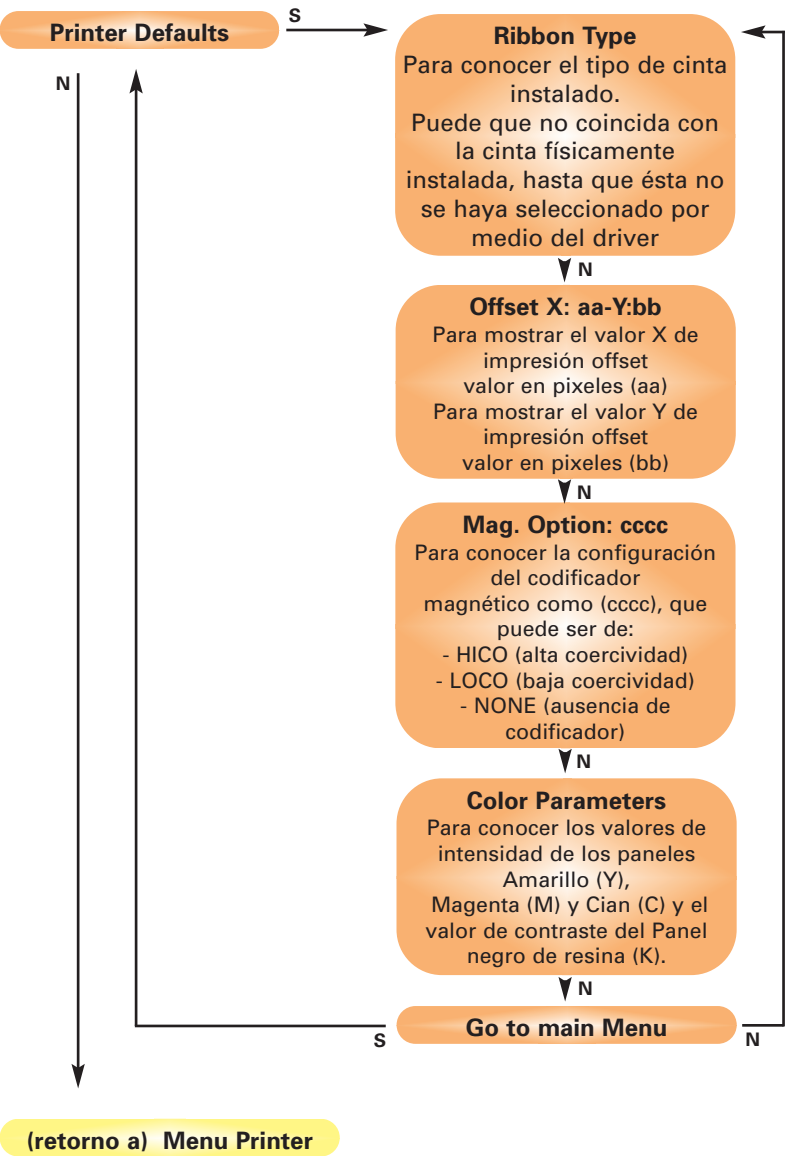 Printer Defaults
S
N
Ribbon Type
Para conocer el tipo de cinta
instalado.
Puede que no coincida con
la cinta físicamente
instalada, hasta que ésta no
se haya seleccionado por
medio del driver
N
Offset X: aa-Y:bb
Para mostrar el valor X de
impresión offset
valor en pixeles (aa)
Para mostrar el valor Y de
impresión offset
valor en pixeles (bb)
N
Mag. Option: cccc
Para conocer la configuración
del codificador
magnético como (cccc), que
puede ser de:
- HICO (alta coercividad)
- LOCO (baja coercividad)
- NONE (ausencia de
codificador)
N
Color Parameters
Para conocer los valores de
intensidad de los paneles
Amarillo (Y),
Magenta (M) y Cian (C) y el
valor de contraste del Panel
negro de resina (K).
N
Go to main Menu
S
N
(retorno a) Menu Printer